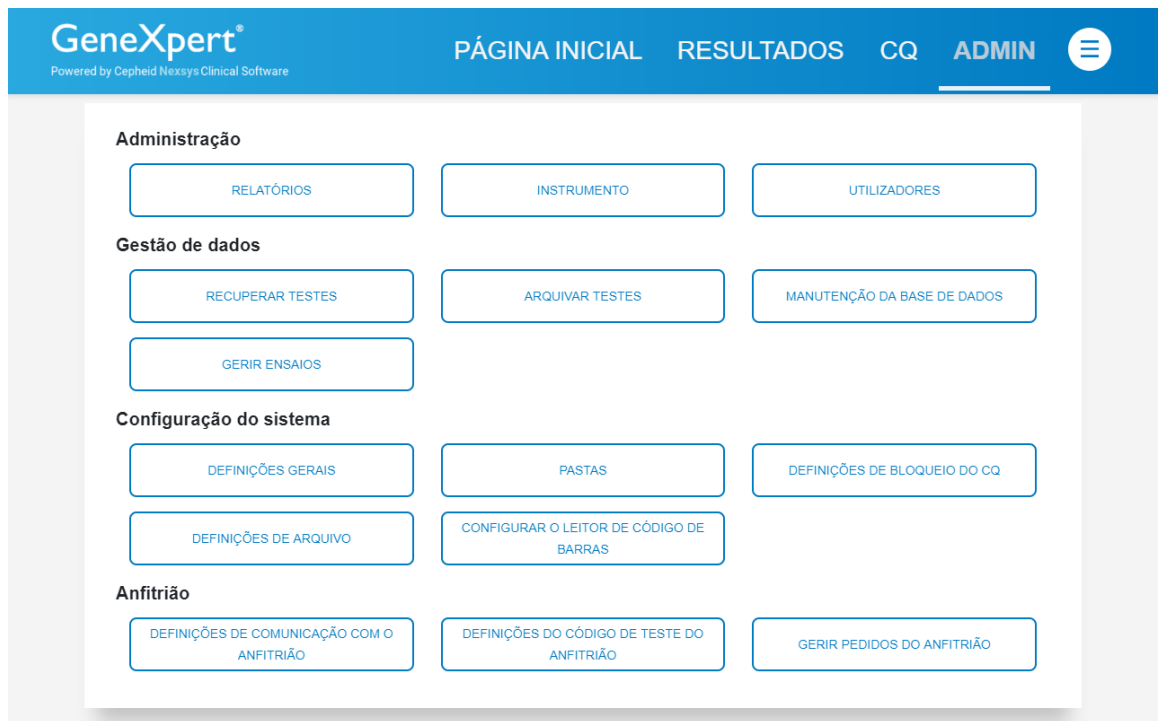 GeneXpert®
Powered by Cepheid Nexsys Clinical Software
PÁGINA INICIAL RESULTADOS CQ ADMIN
Administração
RELATÓRIOS INSTRUMENTO UTILIZADORES
Gestão de dados
RECUPERAR TESTES ARQUIVAR TESTES MANUTENÇÃO DA BASE DE DADOS
GERIR ENSAIOS
Configuração do sistema
DEFINIÇÕES GERAIS PASTAS DEFINIÇÕES DE BLOQUEIO DO CQ
DEFINIÇÕES DE ARQUIVO
CONFIGURAR O LEITOR DE CÓDIGO DE
BARRAS
Anfitrião
DEFINIÇÕES DE COMUNICAÇÃO COM O
ANFITRIÃO
DEFINIÇÕES DO CÓDIGO DE TESTE DO
ANFITRIÃO
GERIR PEDIDOS DO ANFITRIÃO